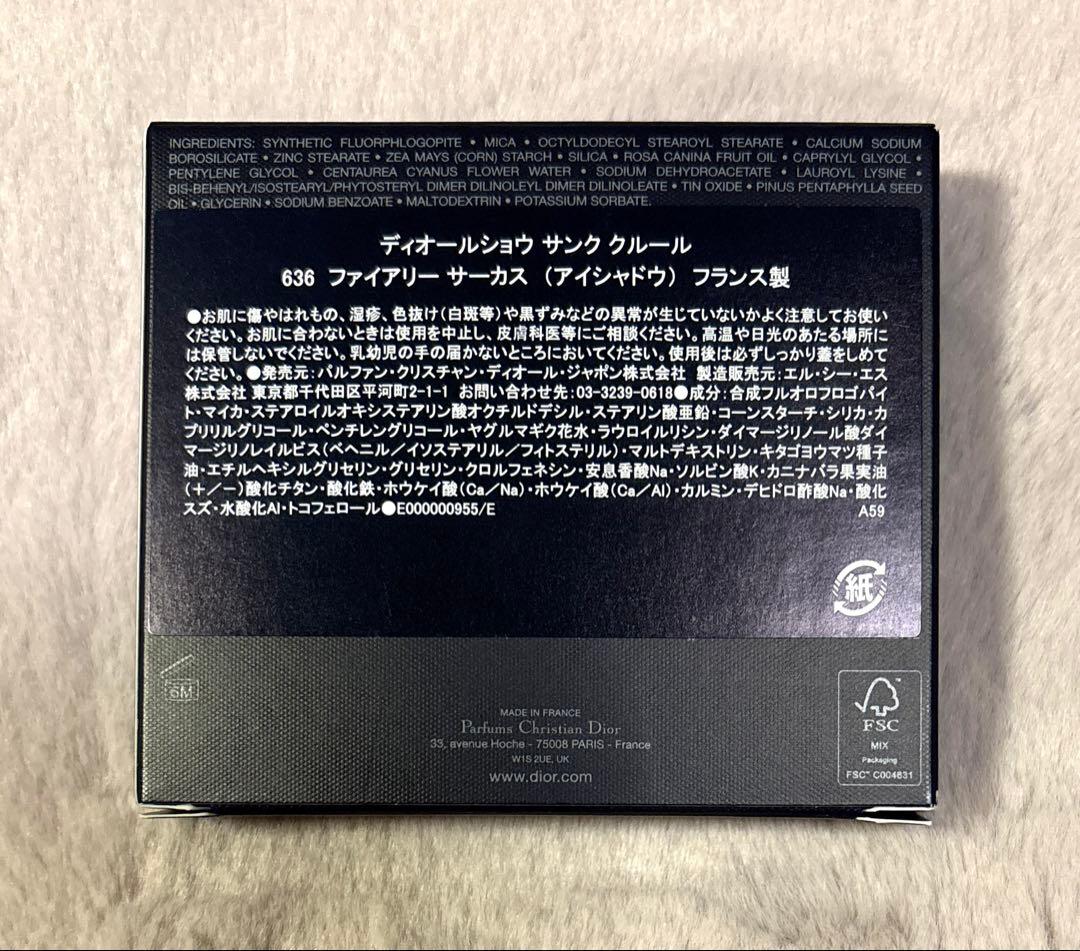 INGREDIENTS: SYNTHETIC FLUORPHLOGOPITE • MICA • OCTYLDODECYL STEAROYL STEARATE • CALCIUM SODIUM
BOROSILICATE • ZINC STEARATE • ZEA MAYS (CORN) STARCH • SILICA • ROSA CANINA FRUIT OIL • CAPRYLYL GLYCOL •
PENTYLENE GLYCOL • CENTAUREA CYANUS FLOWER WATER • SODIUM DEHYDROACETATE • LAUROYL LYSINE •
BIS-BEHENYL/ISOSTEARYL/PHYTOSTERYL DIMER DILINOLEYL DIMER DILINOLEATE • TIN OXIDE • PINUS PENTAPHYLLA SEED
OIL • GLYCERIN • SODIUM BENZOATE • MALTODEXTRIN • POTASSIUM SORBATE.
ディオールショウ サンク クルール
636 ファイアリー サーカス (アイシャドウ) フランス製
●お肌に傷やはれもの、湿疹、色抜け(白斑等)や黒ずみなどの異常が生じていないかよく注意してお使い
ください。お肌に合わないときは使用を中止し、皮膚科医等にご相談ください。高温や日光のあたる場所に
は保管しないでください。乳幼児の手の届かないところにおいてください。使用後は必ずしっかり蓋をしめて
ください。●発売元:パルファン・クリスチャン・ディオール・ジャポン株式会社 製造販売元:エル・シー・エス
株式会社 東京都千代田区平河町2-1-1 お問い合わせ先:03-3239-0618●成分:合成フルオロフロゴパイ
ト・マイカ・ステアロイルオキシステアリン酸オクチルドデシル・ステアリン酸亜鉛・コーンスターチ・シリカ・カ
プリリルグリコール・ペンチレングリコール・ヤグルマギク花水・ラウロイルリシン・ダイマージリノール酸ダイ
マージリノレイルビス(ベヘニル/イソステアリル/フィトステリル)・マルトデキストリン・キタゴヨウマツ種子
油・エチルヘキシルグリセリン・グリセリン・クロルフェネシン・安息香酸Na・ソルビン酸K・カニナバラ果実油
(+/-)酸化チタン・酸化鉄・ホウケイ酸(Ca/Na)・ホウケイ酸(Ca/Al)・カルミン・デヒドロ酢酸Na・酸化
スズ・水酸化Al・トコフェロール●E000000955/E A59
紙
6M
MADE IN FRANCE
Parfums Christian Dior
33, avenue Hoche - 75008 PARIS - France
W1S 2UE, UK
www.dior.com
FSC
MIX
Packaging
FSC™ C004831